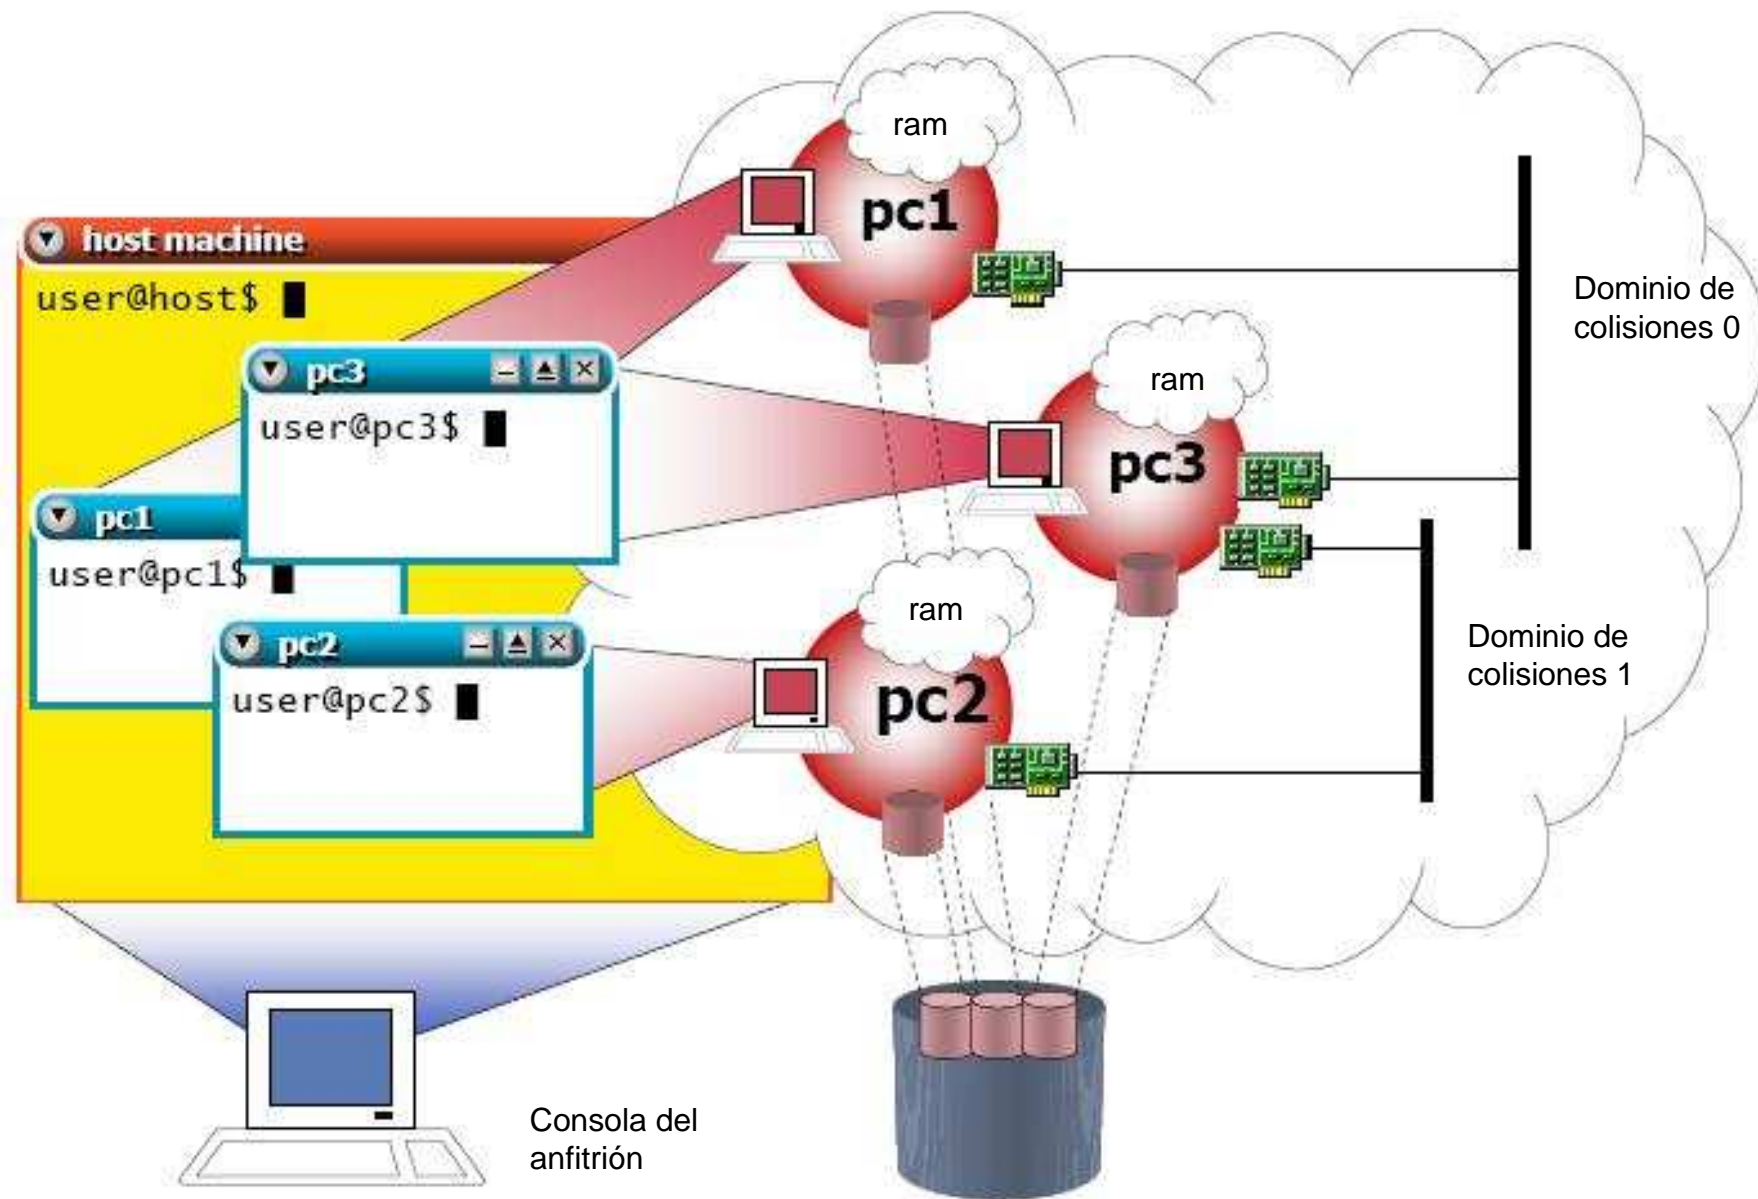 host machine
user@host$
pc3
user@pc3$
pc1
user@pc1$
pc2
user@pc2$
ram
pc1
ram
pc3
ram
pc2
Dominio de
colisiones 0
Dominio de
colisiones 1
Consola del
anfitrión